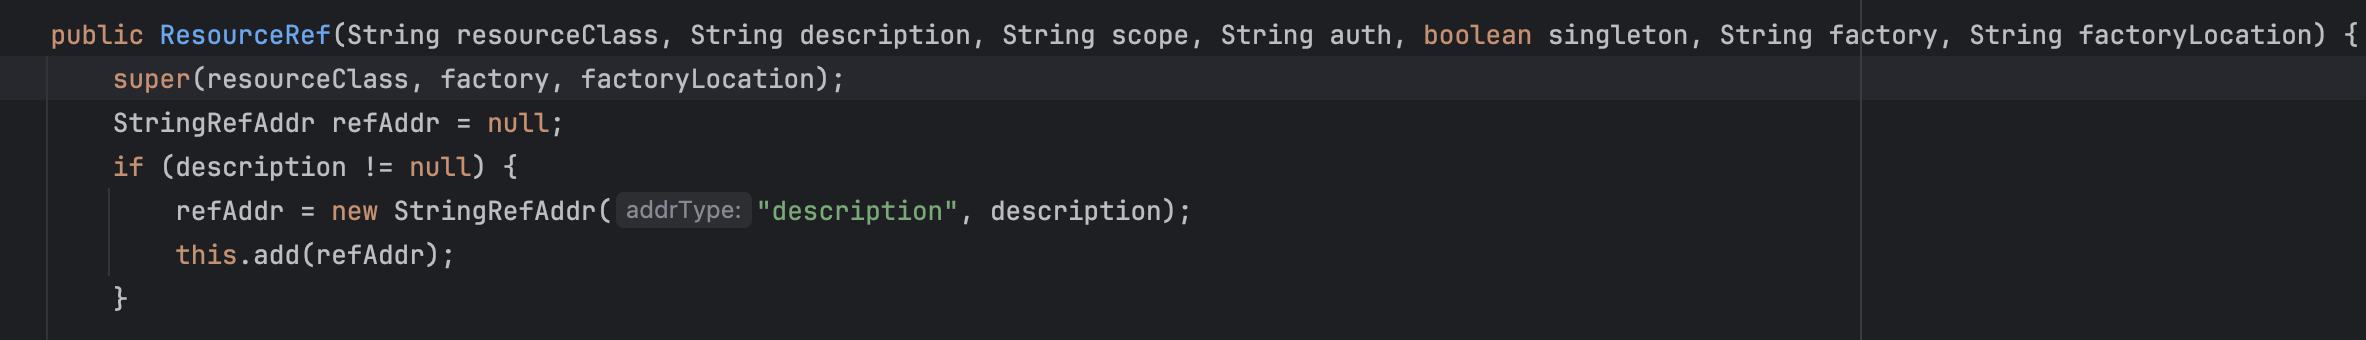 public ResourceRef(String resourceClass, String description, String scope, String auth, boolean singleton, String factory, String factoryLocation) {
super(resourceClass, factory, factoryLocation);
StringRefAddr refAddr = null;
if (description != null) {
refAddr = new StringRefAddr( addrType: "description", description);
this.add(refAddr);
}